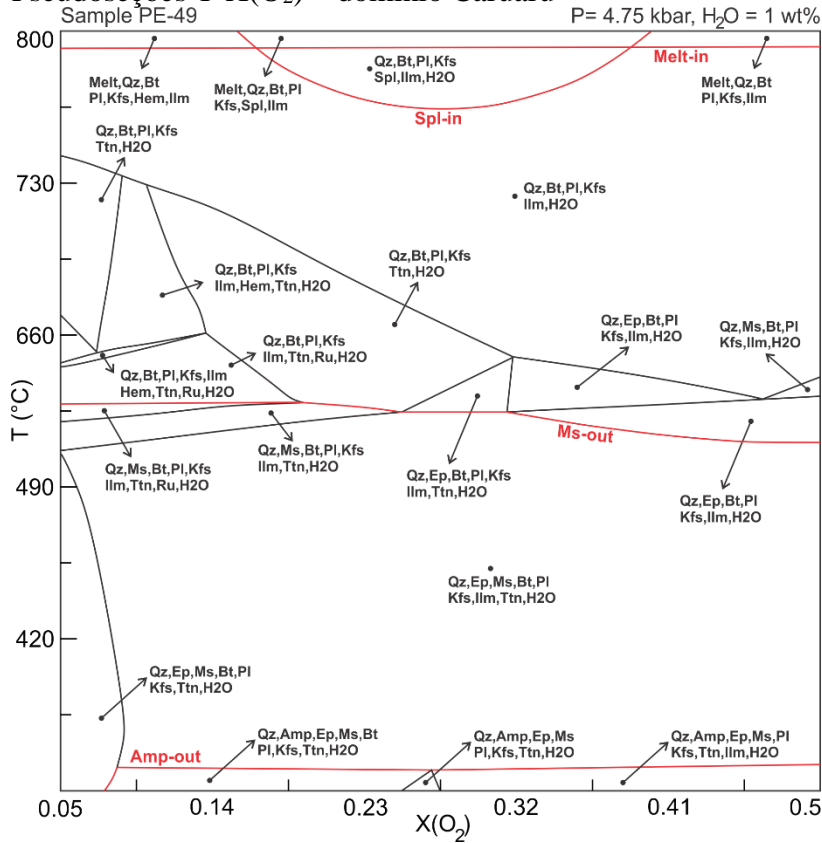 Pseudoseções T-X(O₂) – domínio Caruaru
Sample PE-49
P= 4.75 kbar, H₂O = 1 wt%
800
Melt-in
Qz,Bt,Pl,Kfs
Spl,Ilm,H2O
Melt,Qz,Bt
Pl,Kfs,Hem,Ilm
Melt,Qz,Bt,Pl
Kfs,Spl,Ilm
Melt,Qz,Bt
Pl,Kfs,Ilm
Spl-in
Qz,Bt,Pl,Kfs
Ttn,H2O
730
Qz,Bt,Pl,Kfs
Ilm,H2O
Qz,Bt,Pl,Kfs
Ttn,H2O
Qz,Bt,Pl,Kfs
Ilm,Hem,Ttn,H2O
660
Qz,Ep,Bt,Pl
Kfs,Ilm,H2O
Qz,Ms,Bt,Pl
Kfs,Ilm,H2O
Qz,Bt,Pl,Kfs
Ilm,Ttn,Ru,H2O
Qz,Bt,Pl,Kfs,Ilm
Hem,Ttn,Ru,H2O
T (°C)
Ms-out
Qz,Ms,Bt,Pl,Kfs
Ilm,Ttn,Ru,H2O
Qz,Ms,Bt,Pl,Kfs
Ilm,Ttn,H2O
Qz,Ep,Bt,Pl,Kfs
Ilm,Ttn,H2O
Qz,Ep,Bt,Pl
Kfs,Ilm,H2O
490
Qz,Ep,Ms,Bt,Pl
Kfs,Ilm,Ttn,H2O
420
Qz,Ep,Ms,Bt,Pl
Kfs,Ttn,H2O
Amp-out
Qz,Amp,Ep,Ms,Bt
Pl,Kfs,Ttn,H2O
Qz,Amp,Ep,Ms
Pl,Kfs,Ttn,H2O
Qz,Amp,Ep,Ms,Pl
Kfs,Ttn,Ilm,H2O
0.05
0.14
0.23
0.32
0.41
0.5
X(O₂)